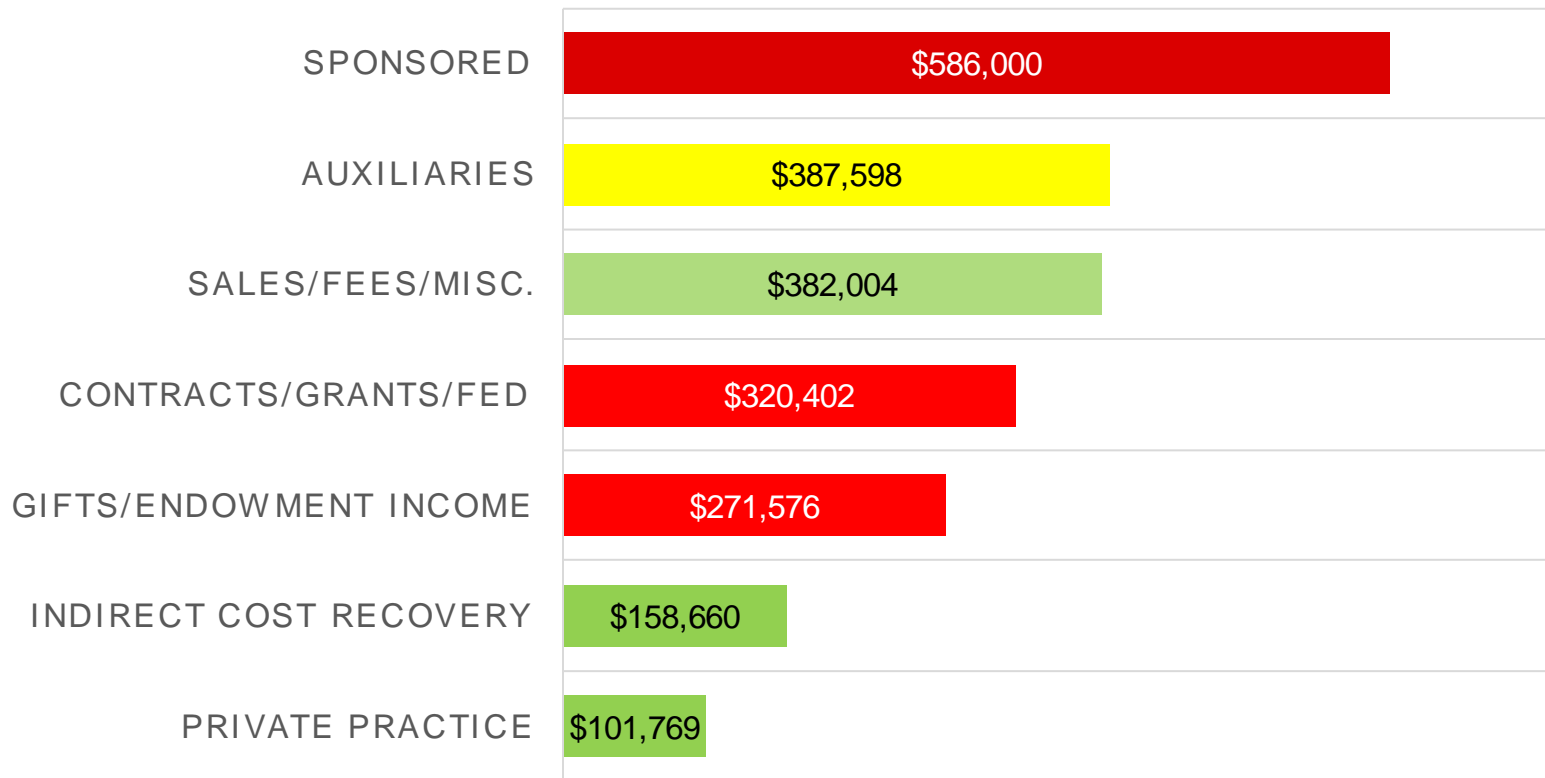 SPONSORED $586,000
AUXILIARIES $387,598
SALES/FEES/MISC. $382,004
CONTRACTS/GRANTS/FED $320,402
GIFTS/ENDOWMENT INCOME $271,576
INDIRECT COST RECOVERY $158,660
PRIVATE PRACTICE $101,769